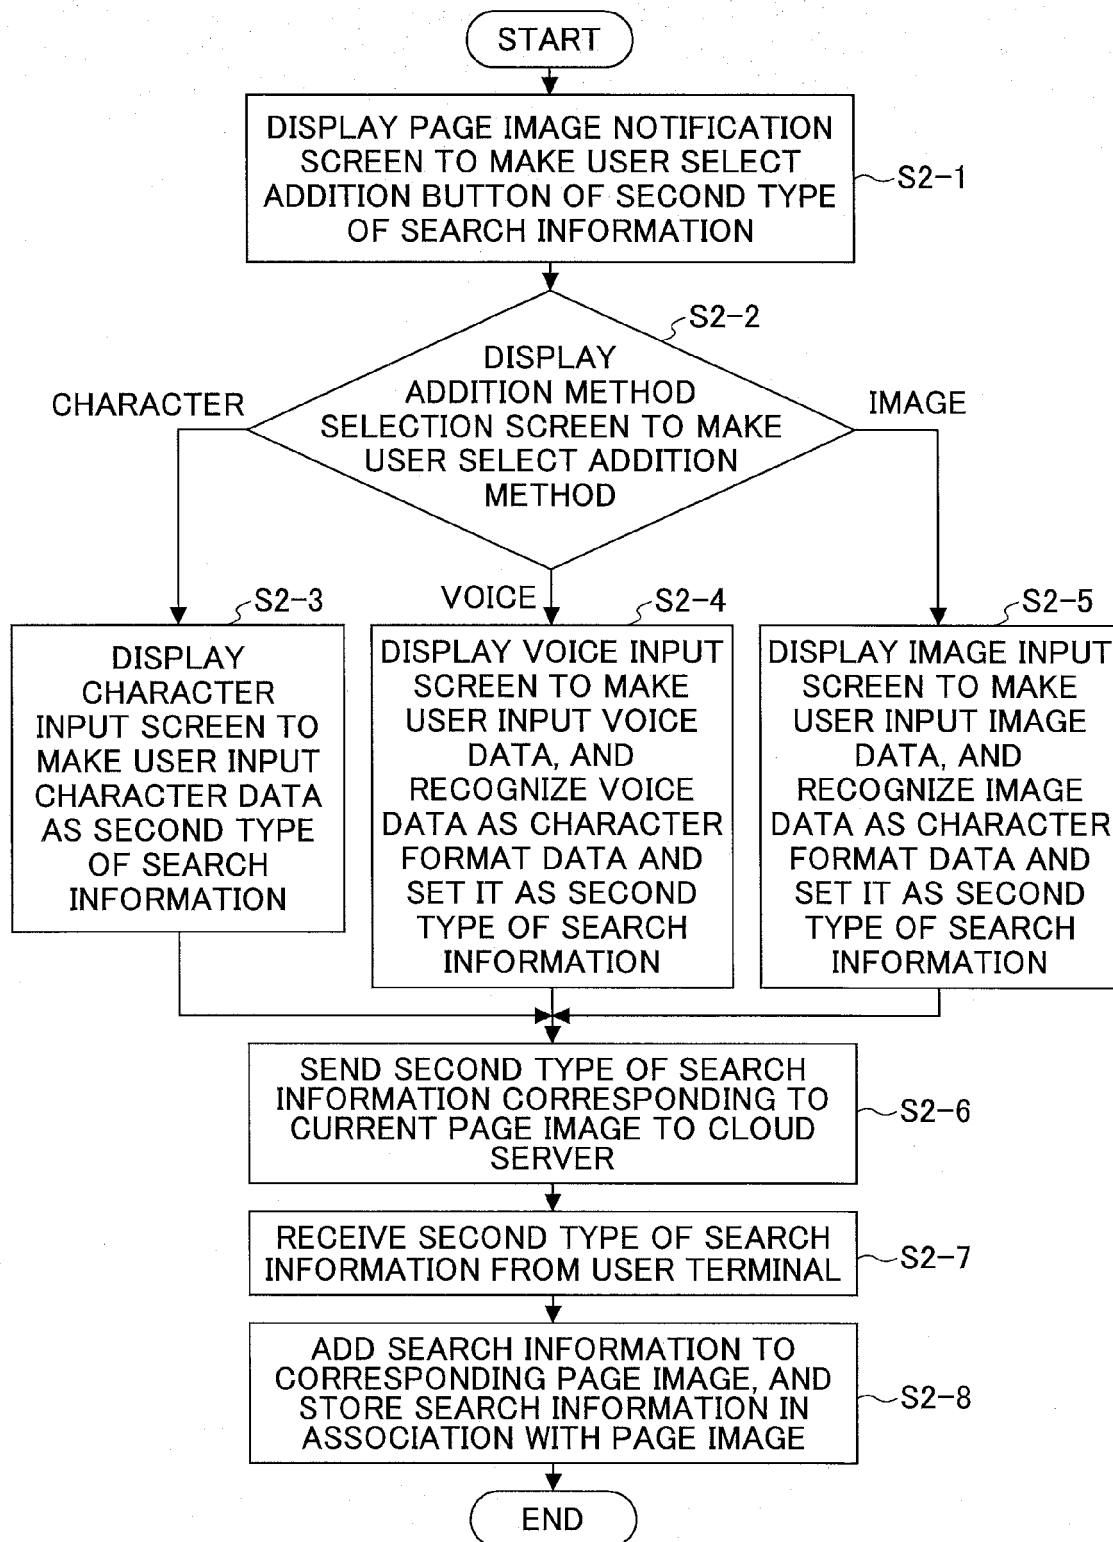 START
DISPLAY PAGE IMAGE NOTIFICATION
SCREEN TO MAKE USER SELECT
ADDITION BUTTON OF SECOND TYPE
OF SEARCH INFORMATION
S2-1
S2-2
DISPLAY
ADDITION METHOD
SELECTION SCREEN TO MAKE
USER SELECT ADDITION
METHOD
CHARACTER
IMAGE
VOICE
S2-3
DISPLAY
CHARACTER
INPUT SCREEN TO
MAKE USER INPUT
CHARACTER DATA
AS SECOND TYPE
OF SEARCH
INFORMATION
S2-4
DISPLAY VOICE INPUT
SCREEN TO MAKE
USER INPUT VOICE
DATA, AND
RECOGNIZE VOICE
DATA AS CHARACTER
FORMAT DATA AND
SET IT AS SECOND
TYPE OF SEARCH
INFORMATION
S2-5
DISPLAY IMAGE INPUT
SCREEN TO MAKE
USER INPUT IMAGE
DATA, AND
RECOGNIZE IMAGE
DATA AS CHARACTER
FORMAT DATA AND
SET IT AS SECOND
TYPE OF SEARCH
INFORMATION
SEND SECOND TYPE OF SEARCH
INFORMATION CORRESPONDING TO
CURRENT PAGE IMAGE TO CLOUD
SERVER
S2-6
RECEIVE SECOND TYPE OF SEARCH
INFORMATION FROM USER TERMINAL
S2-7
ADD SEARCH INFORMATION TO
CORRESPONDING PAGE IMAGE, AND
STORE SEARCH INFORMATION IN
ASSOCIATION WITH PAGE IMAGE
S2-8
END